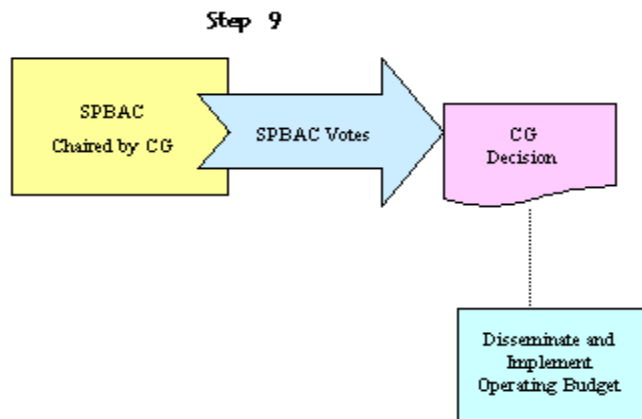 Step 9
SPBAC
Chaired by CG
SPBAC Votes
CG
Decision
Disseminate and
Implement
Operating Budget